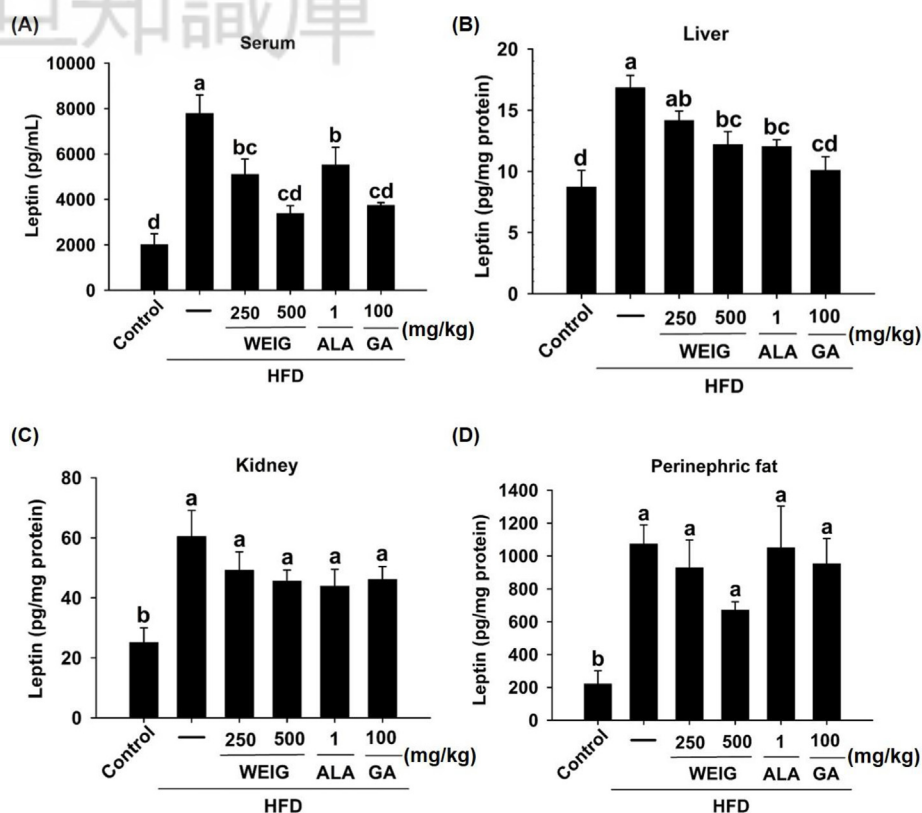 旦知識庫
(A)
Serum
Leptin (pg/mL)
10000
8000
6000
4000
2000
0
d
a
bc
cd
b
cd
Control
—
250
500
1
100
(mg/kg)
WEIG
ALA
GA
HFD
(B)
Liver
Leptin (pg/mg protein)
20
15
10
5
0
d
a
ab
bc
bc
cd
Control
—
250
500
1
100
(mg/kg)
WEIG
ALA
GA
HFD
(C)
Kidney
Leptin (pg/mg protein)
80
60
40
20
0
b
a
a
a
a
a
Control
—
250
500
1
100
(mg/kg)
WEIG
ALA
GA
HFD
(D)
Perinephric fat
Leptin (pg/mg protein)
1400
1200
1000
800
600
400
200
0
b
a
a
a
a
a
Control
—
250
500
1
100
(mg/kg)
WEIG
ALA
GA
HFD